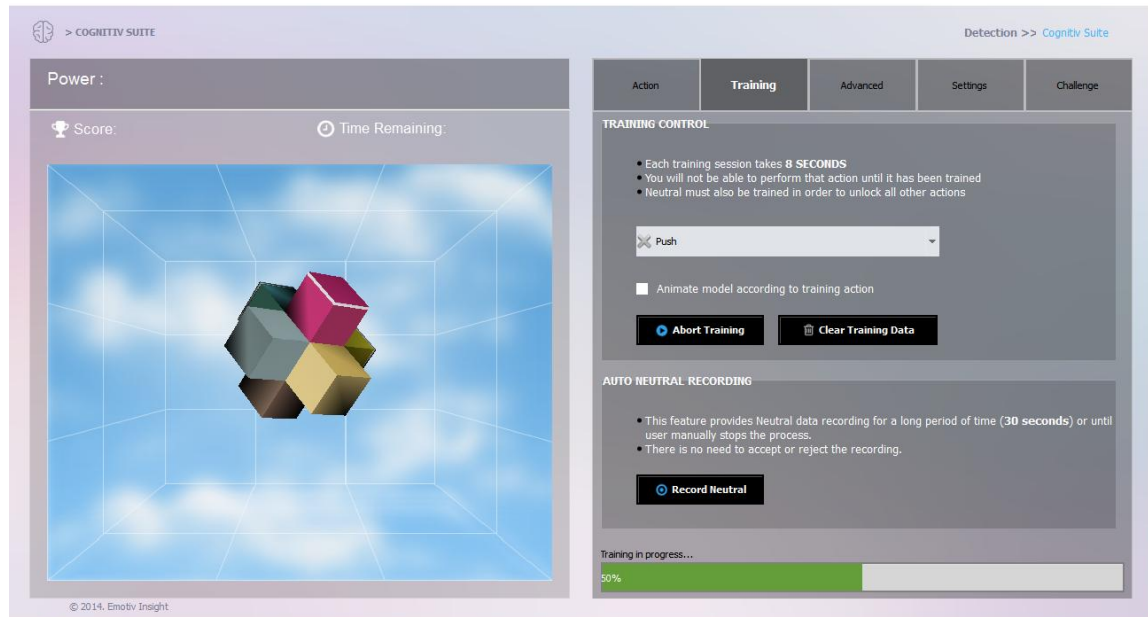 > COGNITIV SUITE
Detection >> Cognitiv Suite
Power :
Score:
Time Remaining:
Action
Training
Advanced
Settings
Challenge
TRAINING CONTROL
• Each training session takes 8 SECONDS
• You will not be able to perform that action until it has been trained
• Neutral must also be trained in order to unlock all other actions
Push
Animate model according to training action
Abort Training
Clear Training Data
AUTO NEUTRAL RECORDING
• This feature provides Neutral data recording for a long period of time (30 seconds) or until
user manually stops the process.
• There is no need to accept or reject the recording.
Record Neutral
Training in progress...
50%
© 2014. Emotiv Insight